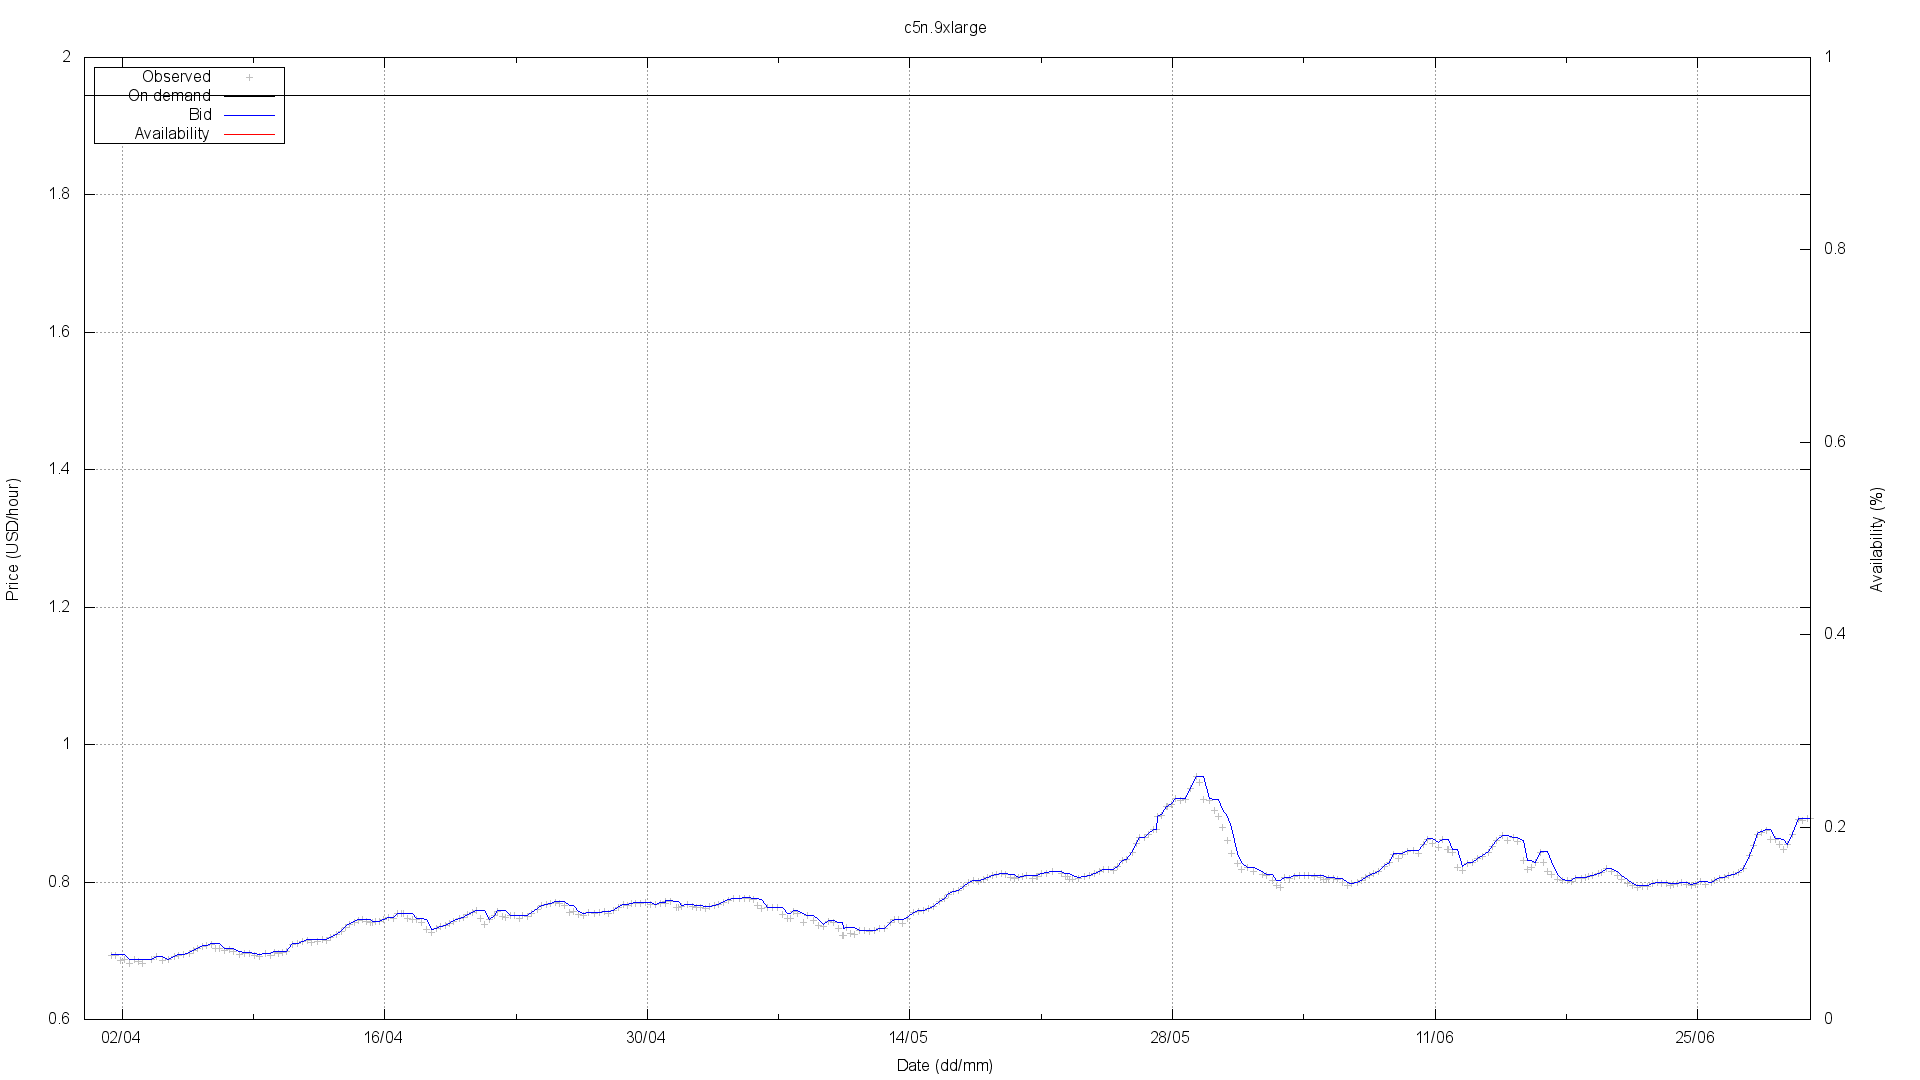 c5n.9xlarge
Observed
On demand
Bid
Availability
2
1.8
1.6
1.4
1.2
1
0.8
0.6
1
0.8
0.6
0.4
0.2
0
Price (USD/hour)
Availability (%)
02/04 16/04 30/04 14/05 28/05 11/06 25/06
Date (dd/mm)